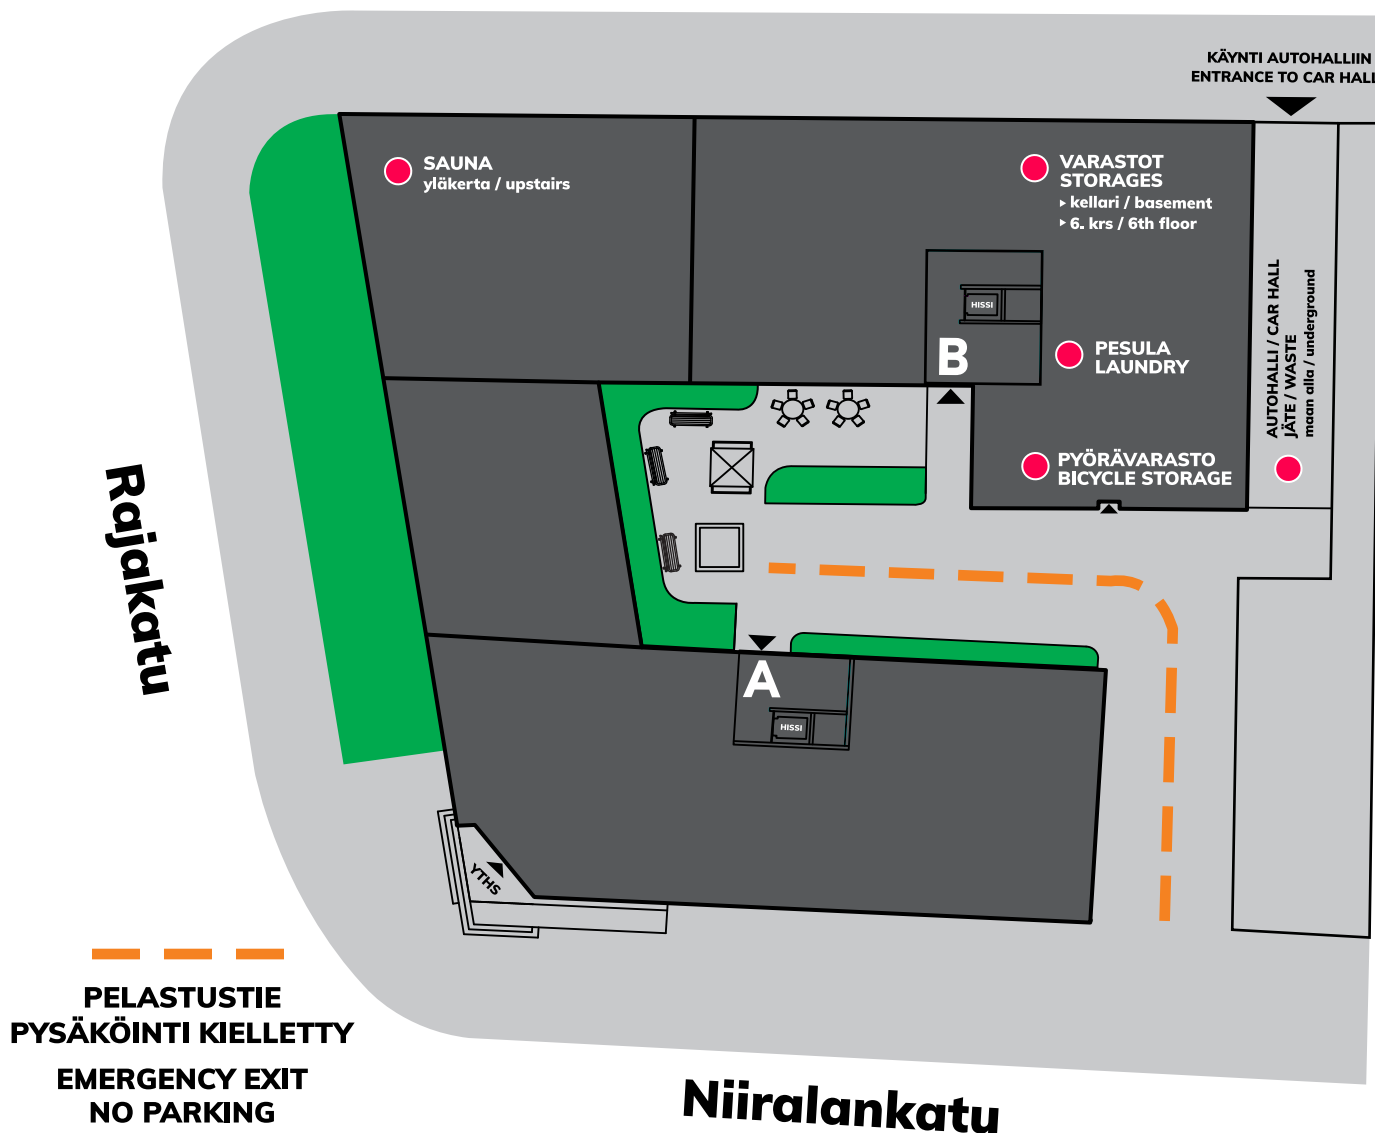 KÄYNTI AUTOHALLIIN
ENTRANCE TO CAR HALL
SAUNA
yläkerta / upstairs
VARASTOT
STORAGES
kellari / basement
6. krs / 6th floor
HISSI
B
PESULA
LAUNDRY
AUTOHALLI / CAR HALL
JÄTE / WASTE
maan alla / underground
PYÖRÄVARASTO
BICYCLE STORAGE
Rajakatu
A
HISSI
YTHS
PELASTUSTIE
PYSÄKÖINTI KIELLETTY
EMERGENCY EXIT
NO PARKING
Niiralankatu